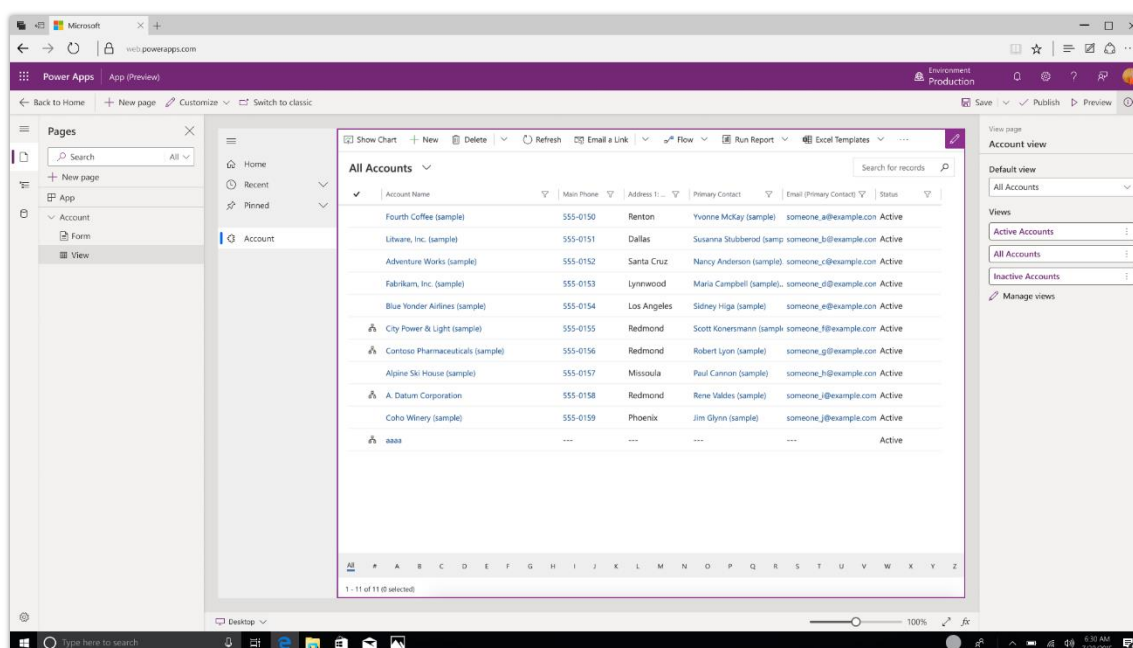 Microsoft
web.powerapps.com
Power Apps App (Preview)
Environment
Production
Back to Home New page Customize Switch to classic Save Publish Preview
Pages
Search All
New page
App
Account
Form
View
Home
Recent
Pinned
Account
Show Chart New Delete Refresh Email a Link Flow Run Report Excel Templates
All Accounts Search for records
Account Name Main Phone Address 1: ... Primary Contact Email (Primary Contact) Status
Fourth Coffee (sample) 555-0150 Renton Yvonne McKay (sample) someone_a@example.con Active
Litware, Inc. (sample) 555-0151 Dallas Susanna Stubberod (samp someone_b@example.con Active
Adventure Works (sample) 555-0152 Santa Cruz Nancy Anderson (sample) someone_c@example.con Active
Fabrikam, Inc. (sample) 555-0153 Lynnwood Maria Campbell (sample)... someone_d@example.con Active
Blue Yonder Airlines (sample) 555-0154 Los Angeles Sidney Higa (sample) someone_e@example.con Active
City Power & Light (sample) 555-0155 Redmond Scott Konersmann (sampl someone_f@example.com Active
Contoso Pharmaceuticals (sample) 555-0156 Redmond Robert Lyon (sample) someone_g@example.con Active
Alpine Ski House (sample) 555-0157 Missoula Paul Cannon (sample) someone_h@example.con Active
A. Datum Corporation 555-0158 Redmond Rene Valdes (sample) someone_i@example.com Active
Coho Winery (sample) 555-0159 Phoenix Jim Glynn (sample) someone_j@example.com Active
aaaa --- --- --- --- Active
All # A B C D E F G H I J K L M N O P Q R S T U V W X Y Z
1 - 11 of 11 (0 selected)
Desktop 100% fx
View page
Account view
Default view
All Accounts
Views
Active Accounts
All Accounts
Inactive Accounts
Manage views
Type here to search
6:30 AM